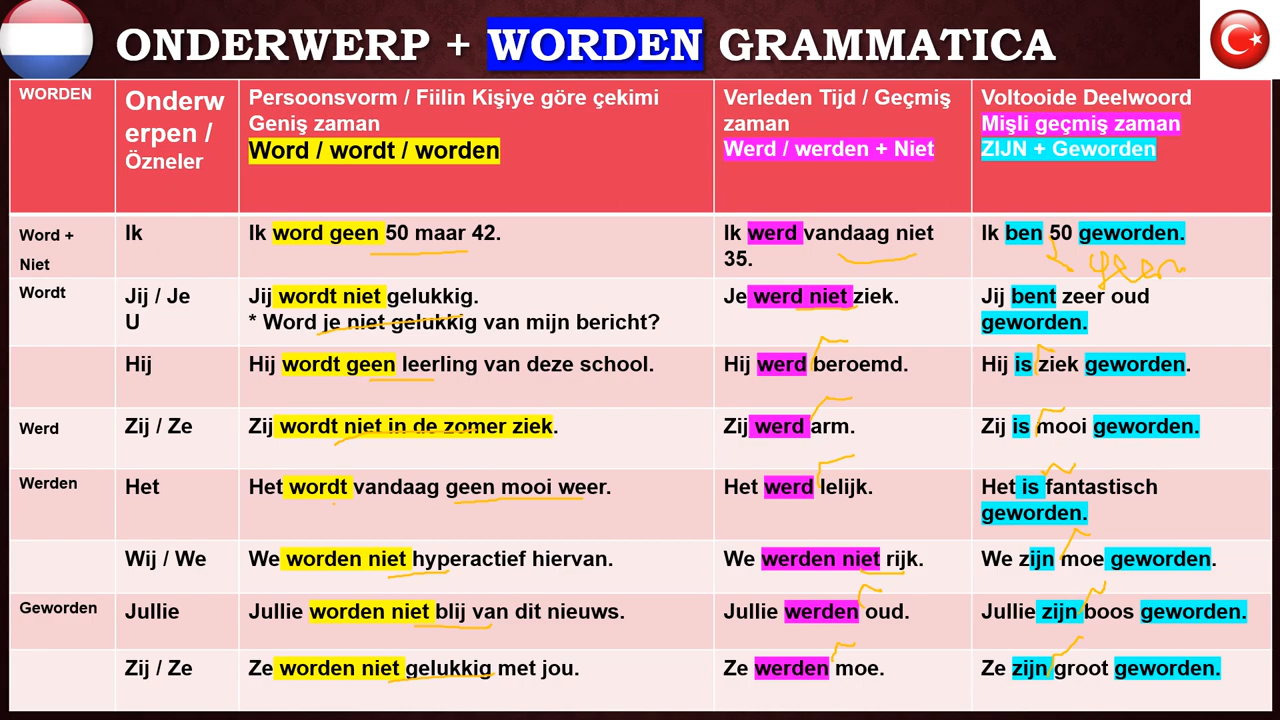 ONDERWERP + WORDEN GRAMMATICA
WORDEN
Onderw
erpen /
Özneler
Persoonsvorm / Fiilin Kişiye göre çekimi
Geniş zaman
Word / wordt / worden
Verleden Tijd / Geçmiş
zaman
Werd / werden + Niet
Voltooide Deelwoord
Mişli geçmiş zaman
ZIJN + Geworden
Word +
Niet
Ik
Ik word geen 50 maar 42.
Ik werd vandaag niet
35.
Ik ben 50 geworden.
geen
Wordt
Jij / Je
U
Jij wordt niet gelukkig.
* Word je niet gelukkig van mijn bericht?
Je werd niet ziek.
Jij bent zeer oud
geworden.
Hij
Hij wordt geen leerling van deze school.
Hij werd beroemd.
Hij is ziek geworden.
Werd
Zij / Ze
Zij wordt niet in de zomer ziek.
Zij werd arm.
Zij is mooi geworden.
Werden
Het
Het wordt vandaag geen mooi weer.
Het werd lelijk.
Het is fantastisch
geworden.
Wij / We
We worden niet hyperactief hiervan.
We werden niet rijk.
We zijn moe geworden.
Geworden
Jullie
Jullie worden niet blij van dit nieuws.
Jullie werden oud.
Jullie zijn boos geworden.
Zij / Ze
Ze worden niet gelukkig met jou.
Ze werden moe.
Ze zijn groot geworden.